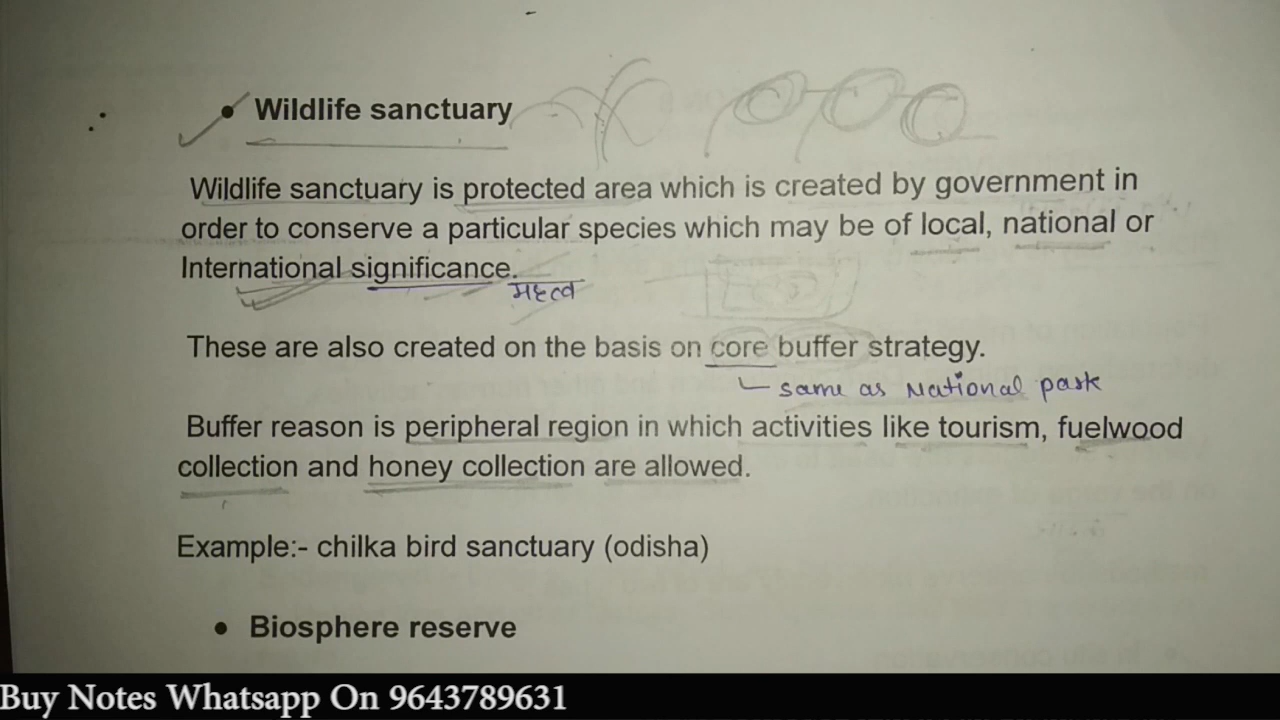 • Wildlife sanctuary
Wildlife sanctuary is protected area which is created by government in
order to conserve a particular species which may be of local, national or
International significance.
महत्व
These are also created on the basis on core buffer strategy.
same as National park
Buffer reason is peripheral region in which activities like tourism, fuelwood
collection and honey collection are allowed.
Example:- chilka bird sanctuary (odisha)
• Biosphere reserve
Buy Notes Whatsapp On 9643789631